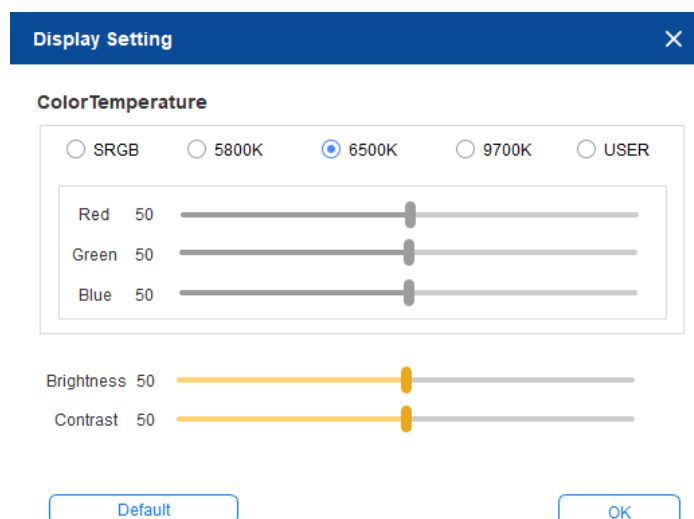 Display Setting
ColorTemperature
SRGB 5800K 6500K 9700K USER
Red 50
Green 50
Blue 50
Brightness 50
Contrast 50
Default OK